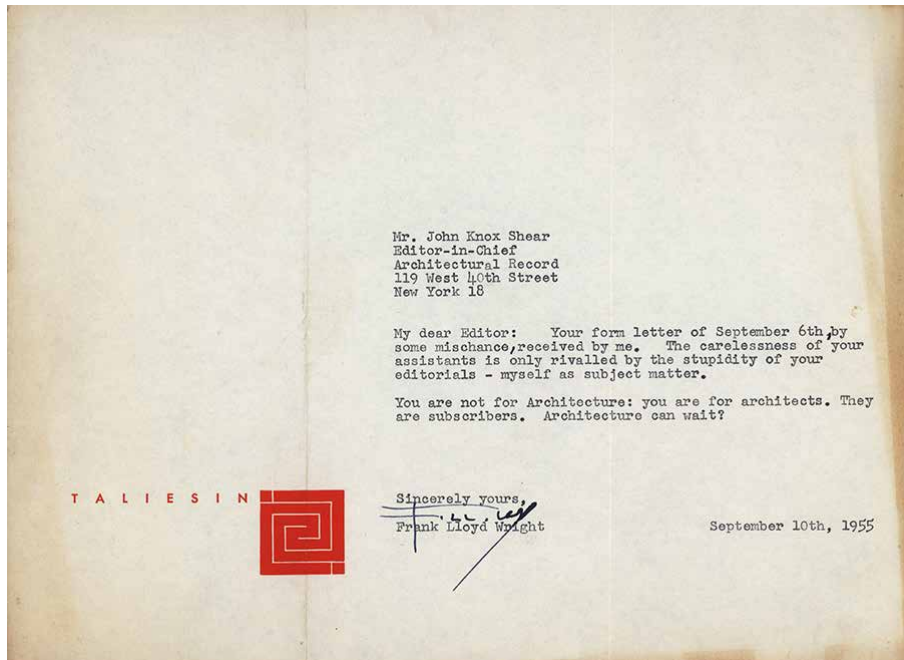 Mr. John Knox Shear
Editor-in-Chief
Architectural Record
119 West 40th Street
New York 18
My dear Editor: Your form letter of September 6th,by
some mischance,received by me. The carelessness of your
assistants is only rivalled by the stupidity of your
editorials - myself as subject matter.
You are not for Architecture: you are for architects. They
are subscribers. Architecture can wait?
TALIESIN
Sincerely yours,
Frank Lloyd Wright
September 10th, 1955